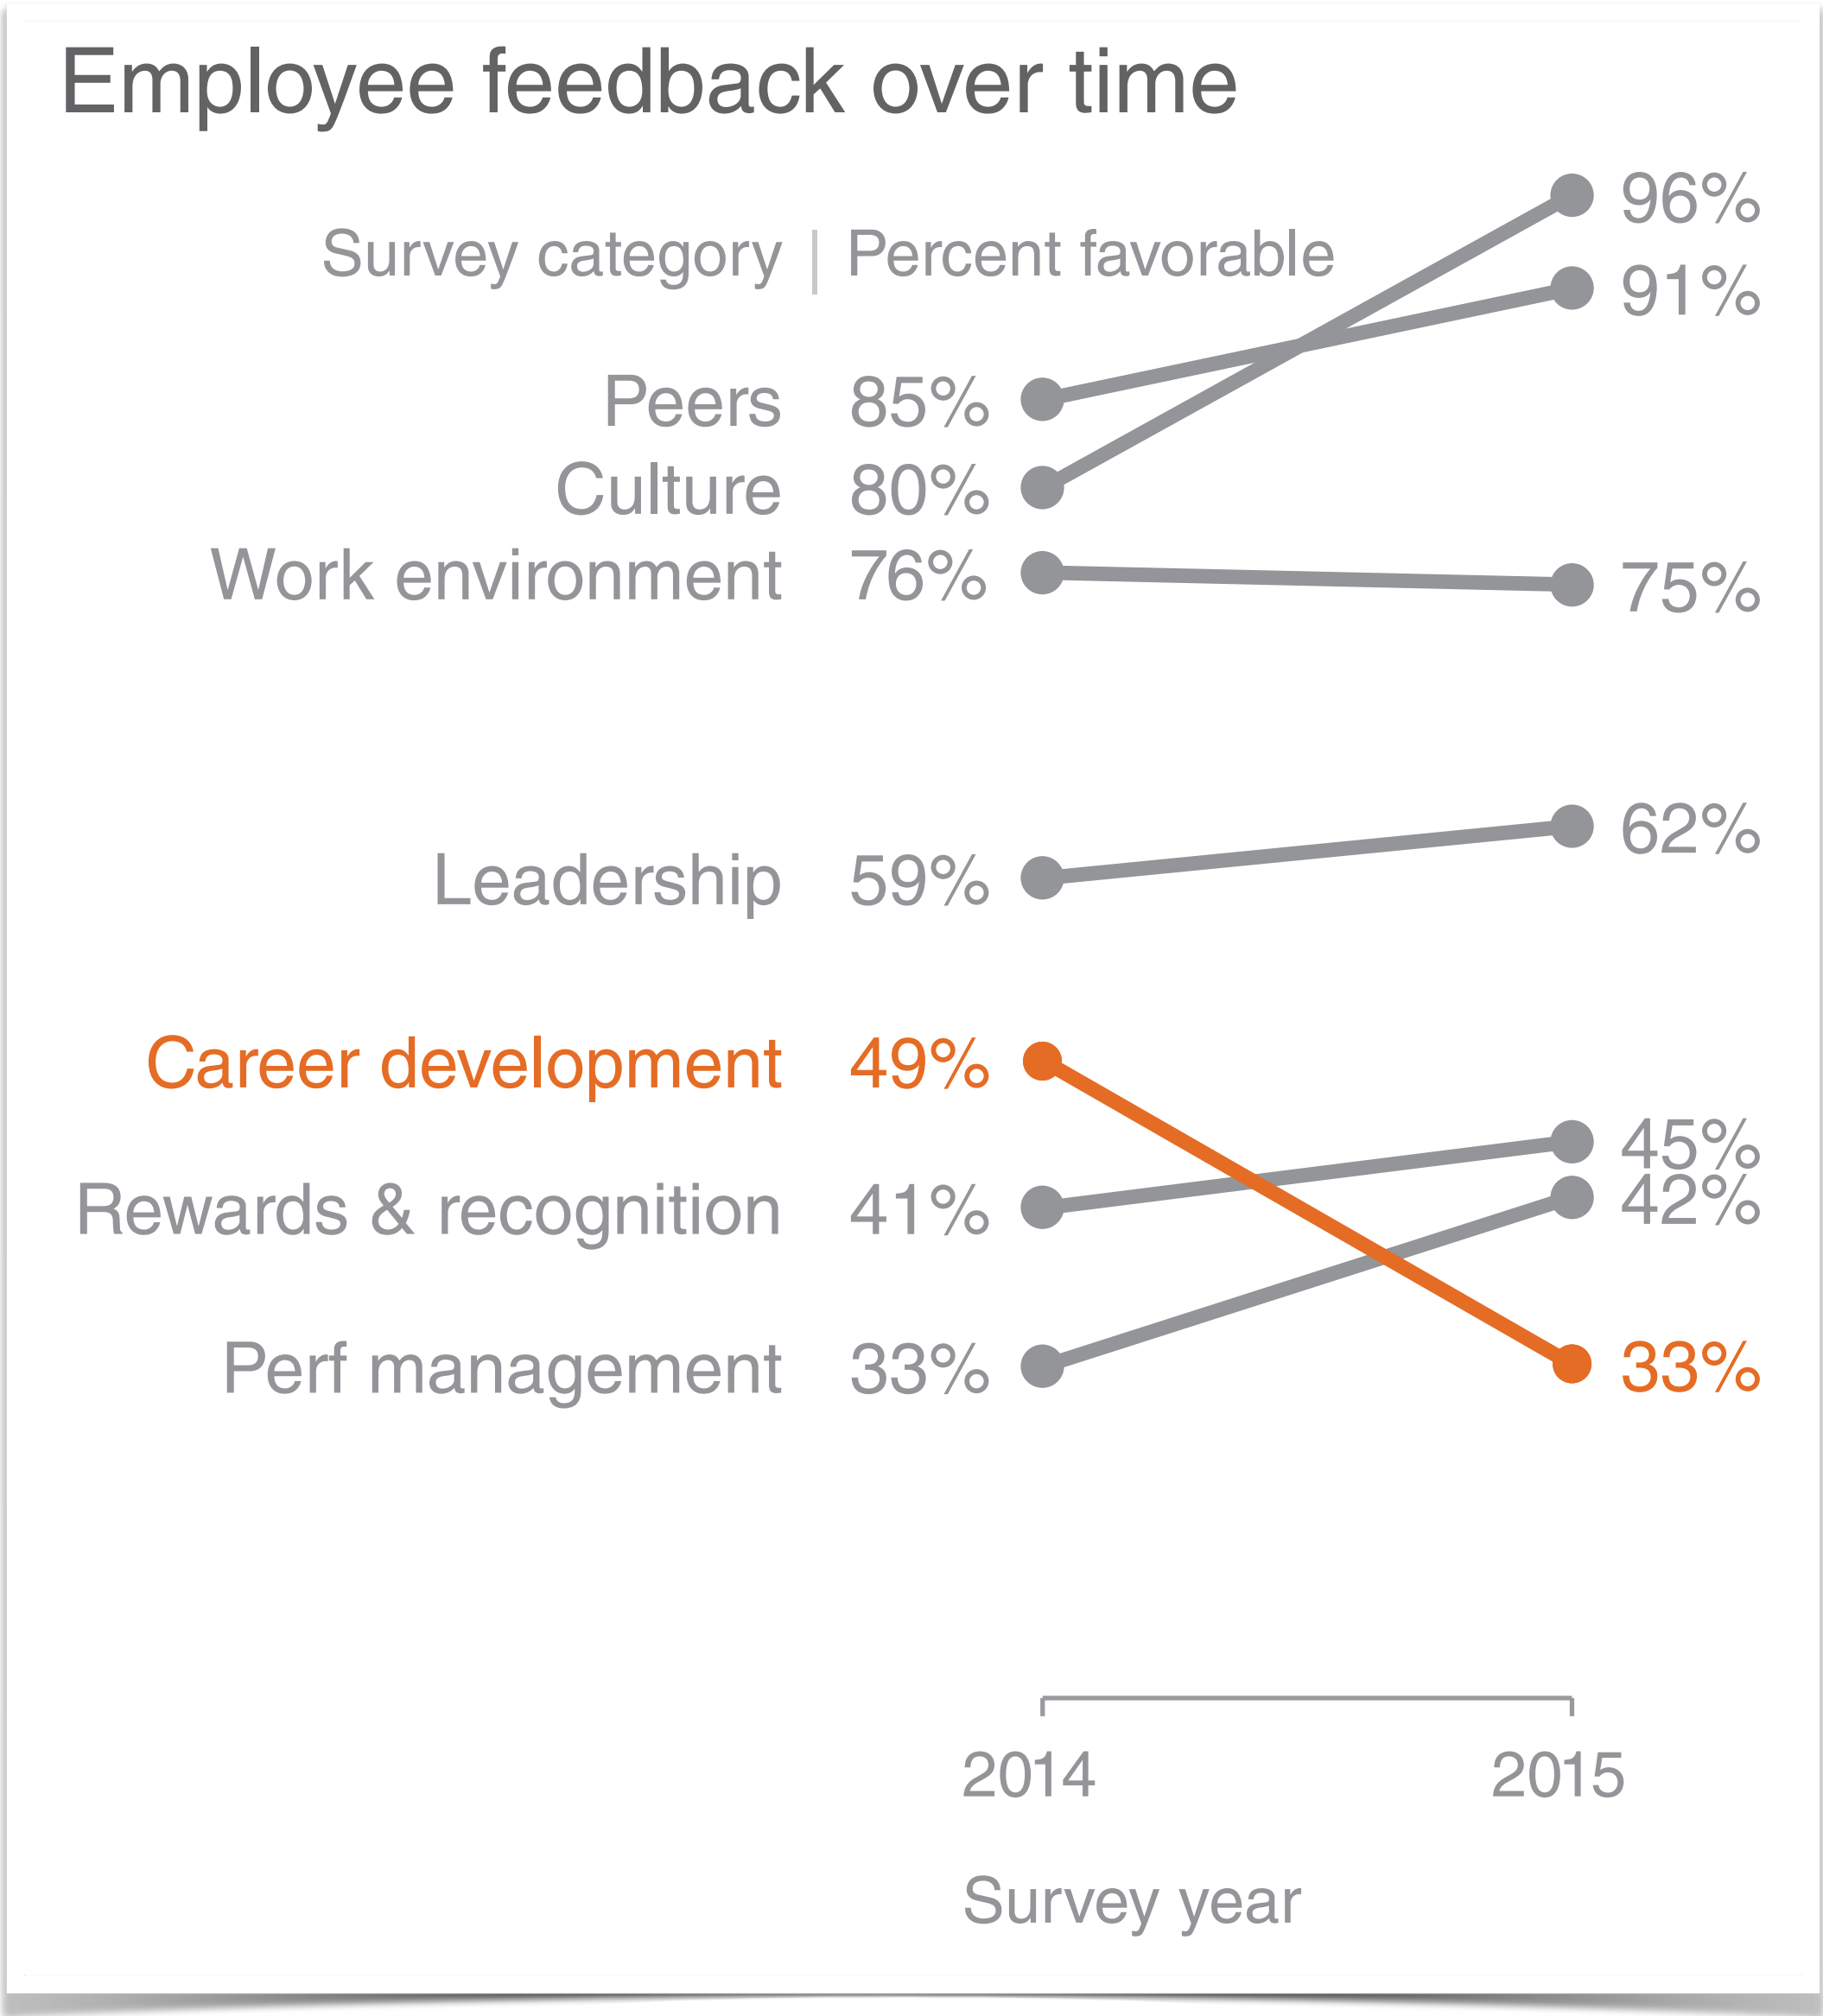 Employee feedback over time
96%
Survey category | Percent favorable
91%
Peers 85%
Culture 80%
Work environment 76% 75%
62%
Leadership 59%
Career development 49%
45%
Rewards & recognition 41% 42%
Perf management 33% 33%
2014 2015
Survey year